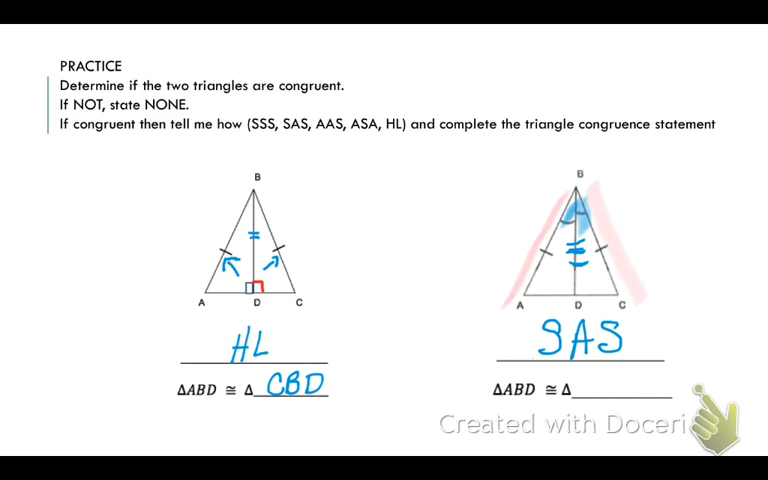 PRACTICE
Determine if the two triangles are congruent.
If NOT, state NONE.
If congruent then tell me how (SSS, SAS, AAS, ASA, HL) and complete the triangle congruence statement
B
A D C
HL
ΔABD ≅ Δ CBD
B
A D C
SAS
ΔABD ≅ Δ
Created with Doceri